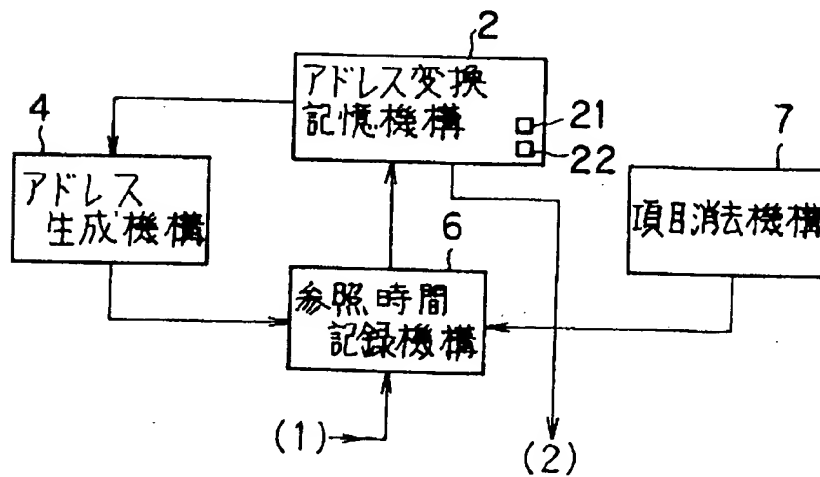 2
アドレス変換
記憶機構
21
22
4
アドレス
生成機構
7
項目消去機構
6
参照時間
記録機構
(1)
(2)